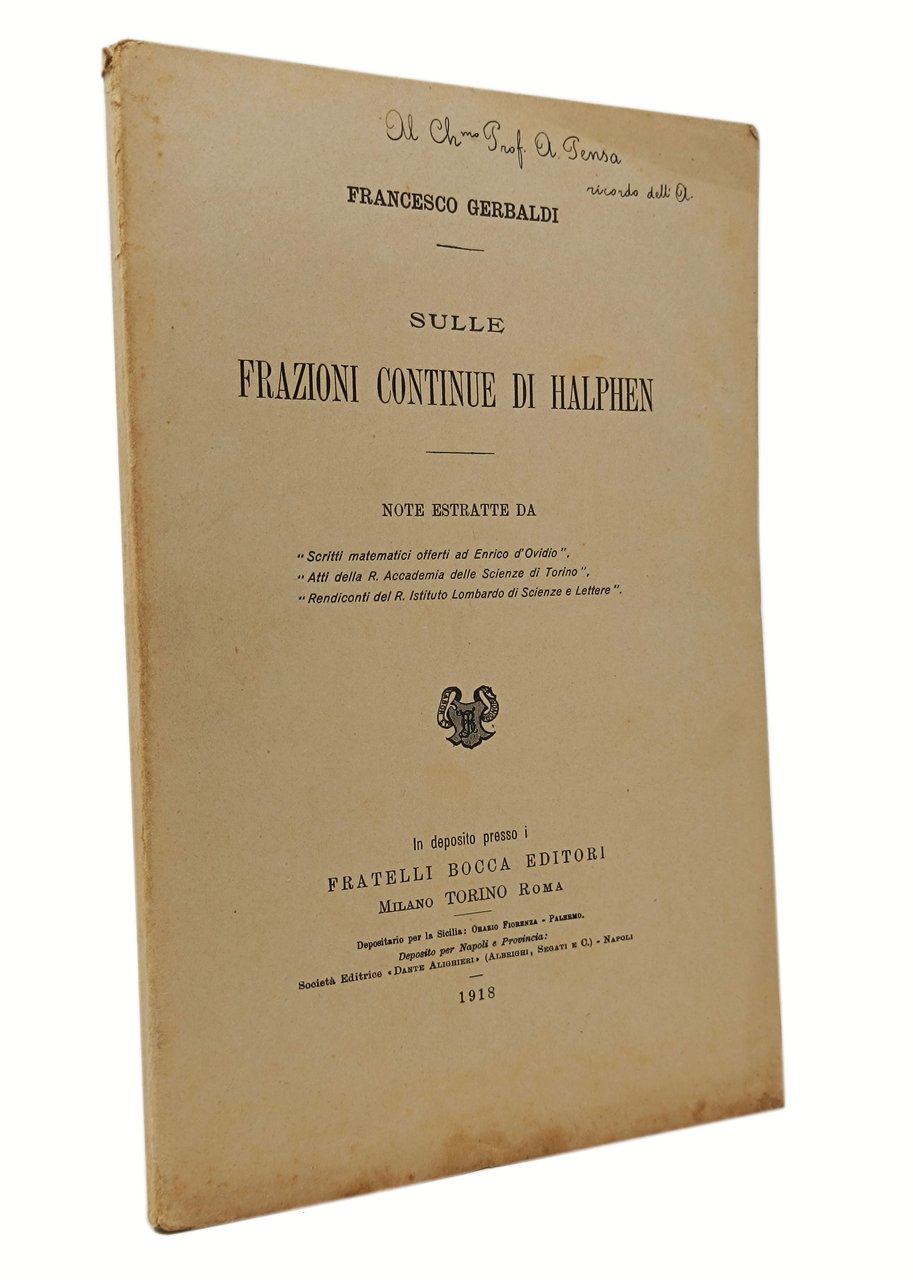 Al Ch.mo Prof. A. Pensa
ricordo dell'A.
FRANCESCO GERBALDI
SULLE
FRAZIONI CONTINUE DI HALPHEN
NOTE ESTRATTE DA
“ Scritti matematici offerti ad Enrico d'Ovidio ”,
“ Atti della R. Accademia delle Scienze di Torino ”,
“ Rendiconti del R. Istituto Lombardo di Scienze e Lettere ”.
In deposito presso i
FRATELLI BOCCA EDITORI
MILANO TORINO ROMA
Depositario per la Sicilia: ORAZIO FIORENZA - PALERMO.
Deposito per Napoli e Provincia:
Società Editrice «DANTE ALIGHIERI» (ALBRIGHI, SEGATI E C.) - NAPOLI
1918